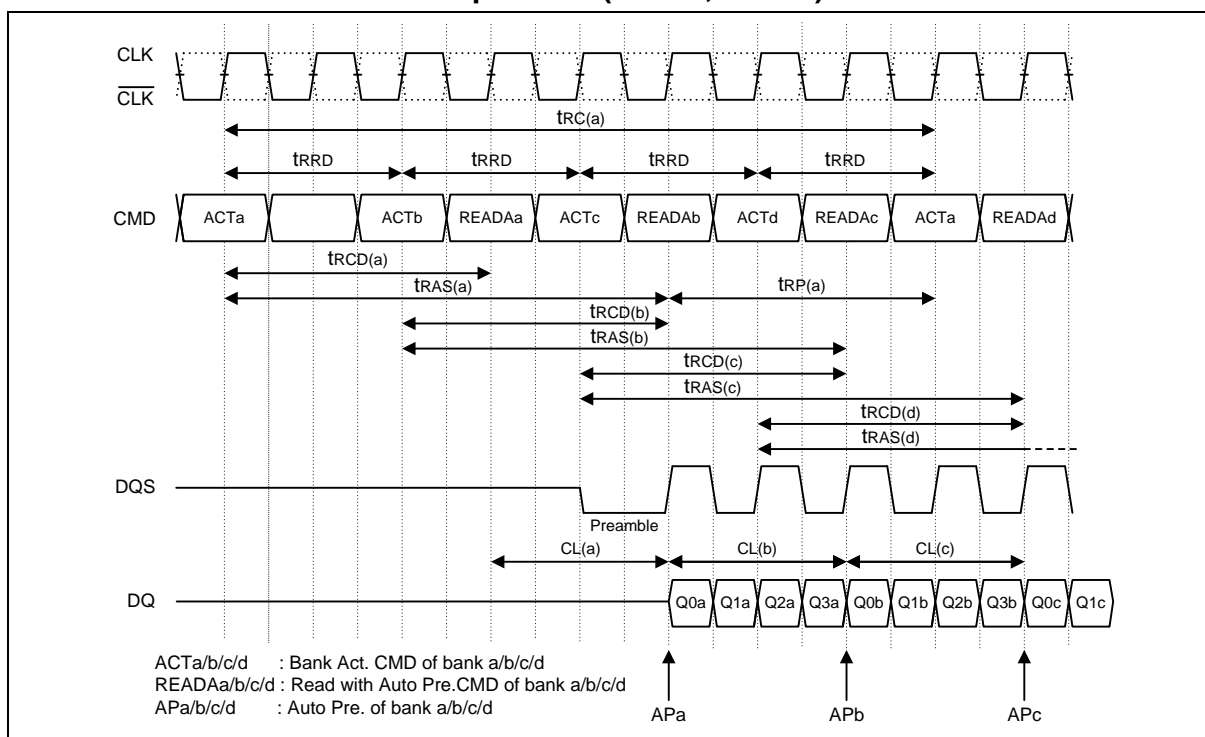 CLK
CLK
tRC(a)
tRRD tRRD tRRD tRRD
CMD ACTa ACTb READAa ACTc READAb ACTd READAc ACTa READAd
tRCD(a)
tRAS(a) tRP(a)
tRCD(b)
tRAS(b)
tRCD(c)
tRAS(c)
tRCD(d)
tRAS(d)
DQS
Preamble
CL(a) CL(b) CL(c)
DQ Q0a Q1a Q2a Q3a Q0b Q1b Q2b Q3b Q0c Q1c
ACTa/b/c/d : Bank Act. CMD of bank a/b/c/d
READAa/b/c/d : Read with Auto Pre.CMD of bank a/b/c/d
APa/b/c/d : Auto Pre. of bank a/b/c/d
APa APb APc